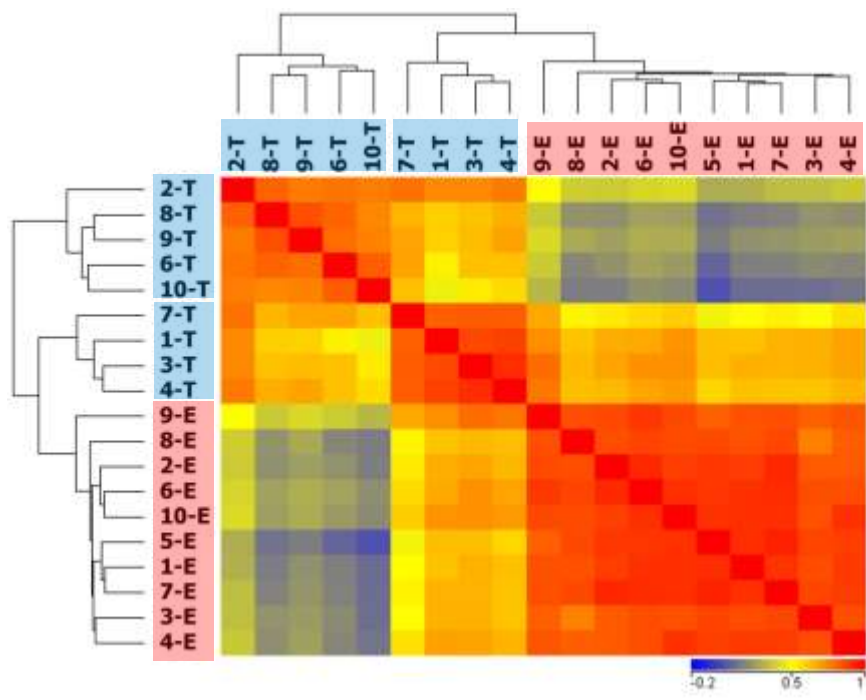 2-T 8-T 9-T 6-T 10-T 7-T 1-T 3-T 4-T 9-E 8-E 2-E 6-E 10-E 5-E 1-E 7-E 3-E 4-E
2-T
8-T
9-T
6-T
10-T
7-T
1-T
3-T
4-T
9-E
8-E
2-E
6-E
10-E
5-E
1-E
7-E
3-E
4-E
-0.2 0.5 1